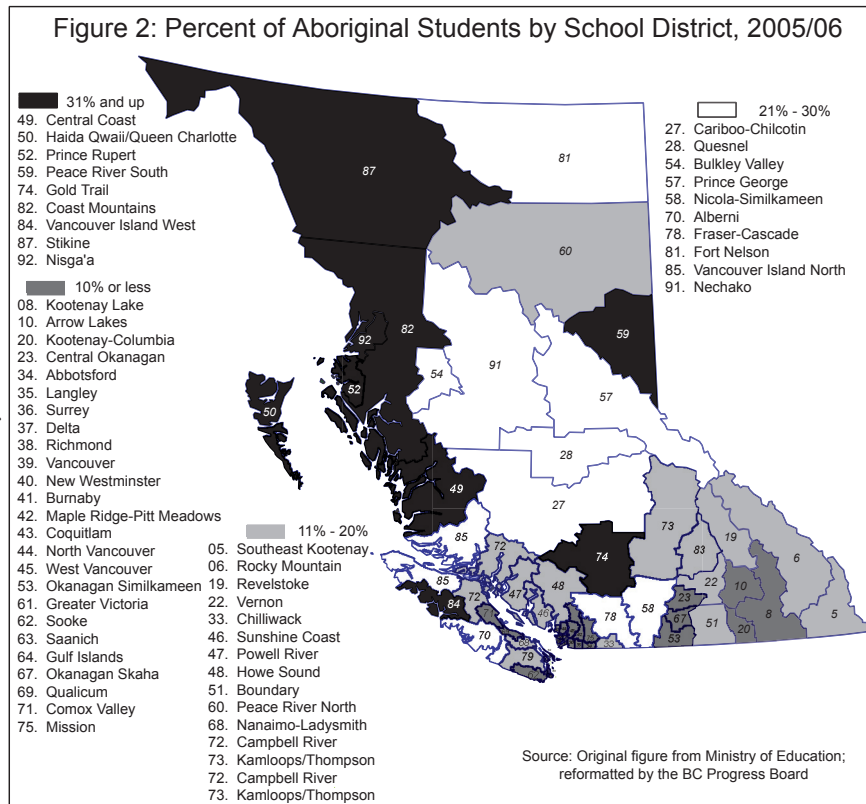 Figure 2: Percent of Aboriginal Students by School District, 2005/06
31% and up
49. Central Coast
50. Haida Qwaii/Queen Charlotte
52. Prince Rupert
59. Peace River South
74. Gold Trail
82. Coast Mountains
84. Vancouver Island West
87. Stikine
92. Nisga'a
10% or less
08. Kootenay Lake
10. Arrow Lakes
20. Kootenay-Columbia
23. Central Okanagan
34. Abbotsford
35. Langley
36. Surrey
37. Delta
38. Richmond
39. Vancouver
40. New Westminster
41. Burnaby
42. Maple Ridge-Pitt Meadows
43. Coquitlam
44. North Vancouver
45. West Vancouver
53. Okanagan Similkameen
61. Greater Victoria
62. Sooke
63. Saanich
64. Gulf Islands
67. Okanagan Skaha
69. Qualicum
71. Comox Valley
75. Mission
11% - 20%
05. Southeast Kootenay
06. Rocky Mountain
19. Revelstoke
22. Vernon
33. Chilliwack
46. Sunshine Coast
47. Powell River
48. Howe Sound
51. Boundary
60. Peace River North
68. Nanaimo-Ladysmith
72. Campbell River
73. Kamloops/Thompson
72. Campbell River
73. Kamloops/Thompson
21% - 30%
27. Cariboo-Chilcotin
28. Quesnel
54. Bulkley Valley
57. Prince George
58. Nicola-Similkameen
70. Alberni
78. Fraser-Cascade
81. Fort Nelson
85. Vancouver Island North
91. Nechako
87
81
60
59
82
92
52
54
91
57
50
28
49
27
85
72
74
73
83
19
6
85
84
72
47
46
48
78
58
23
22
10
8
5
70
68
79
33
67
53
51
20
Source: Original figure from Ministry of Education;
reformatted by the BC Progress Board